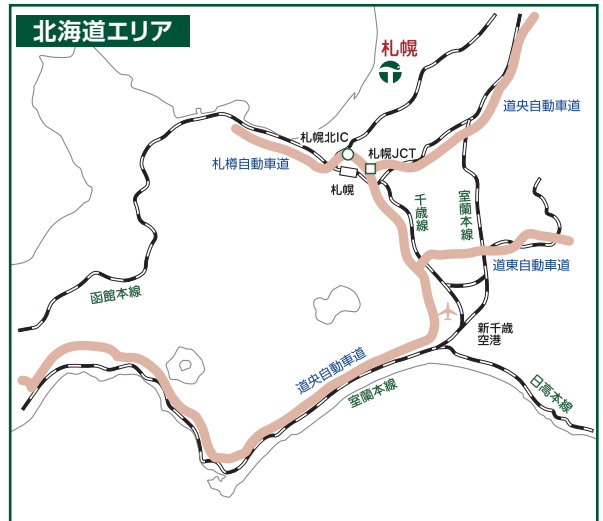 北海道エリア
札幌
道央自動車道
札幌北IC
札幌JCT
札樽自動車道
札幌
千歳線
室蘭本線
道東自動車道
函館本線
新千歳
空港
道央自動車道
室蘭本線
日高本線